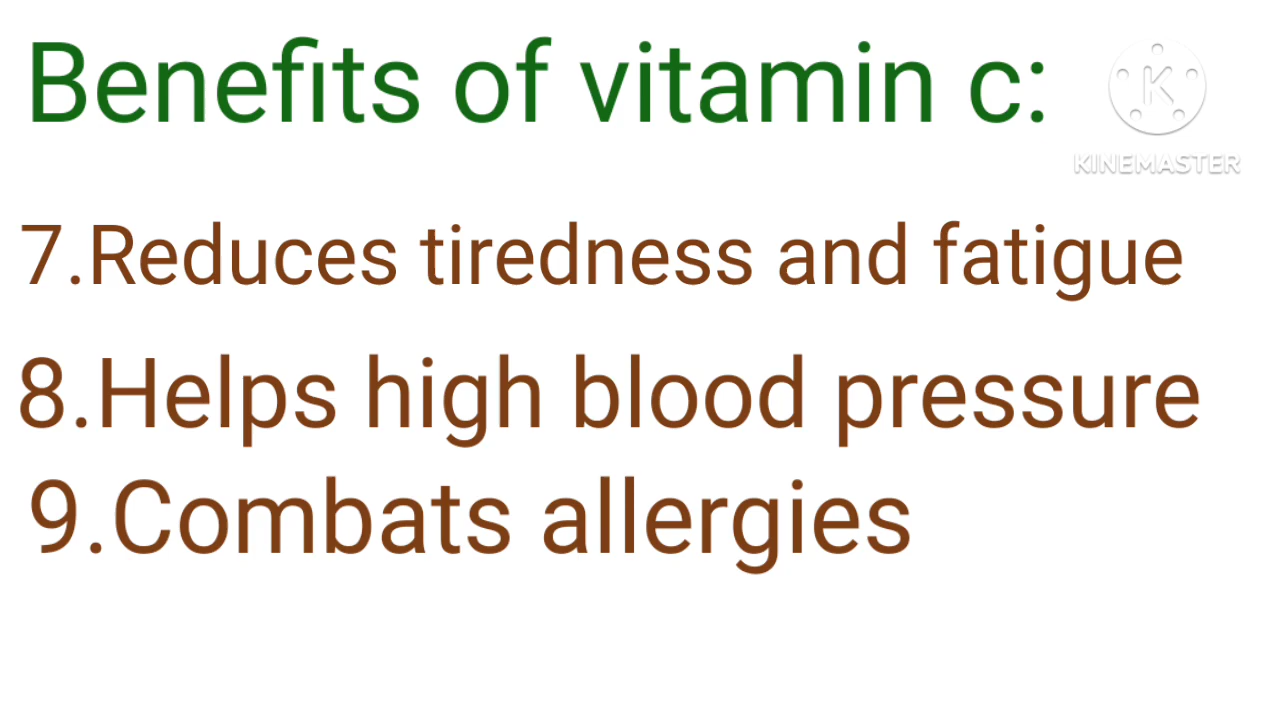 Benefits of vitamin c:
K
KINEMASTER
7.Reduces tiredness and fatigue
8.Helps high blood pressure
9.Combats allergies